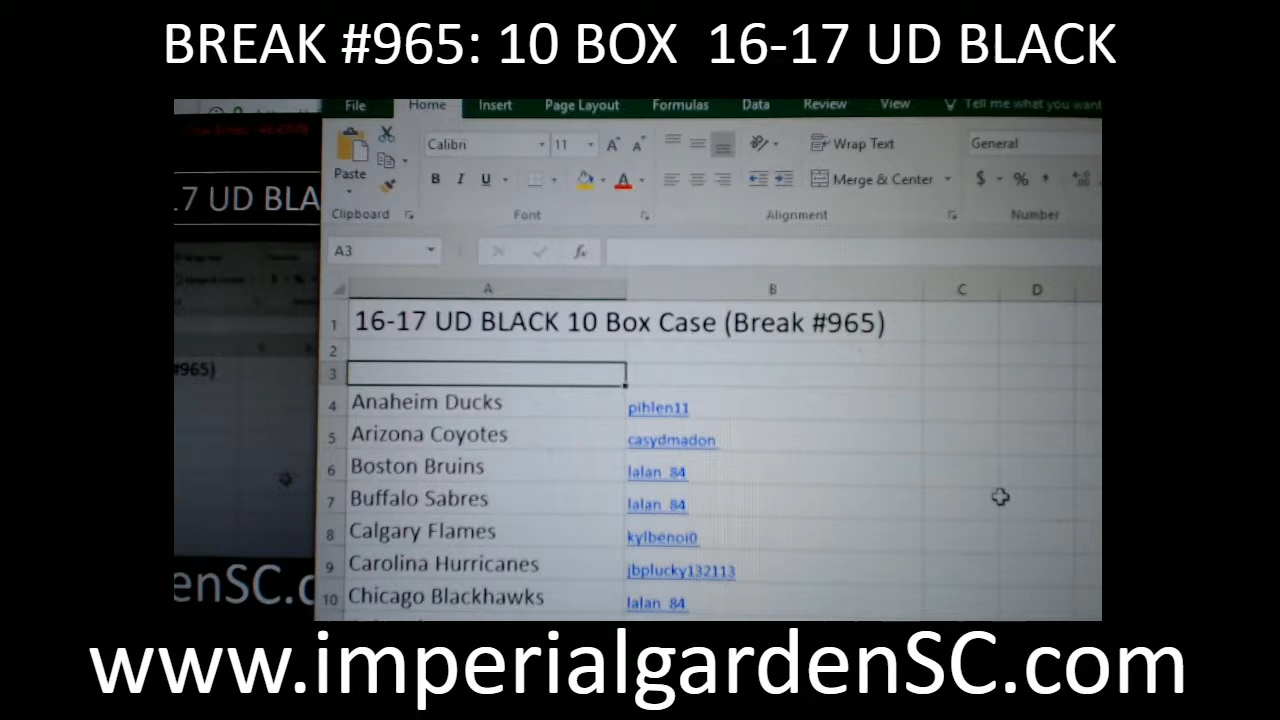 BREAK #965: 10 BOX 16-17 UD BLACK
File Home Insert Page Layout Formulas Data Review View Tell me what you want
Calibri 11 Wrap Text General
Paste B I U Merge & Center $ % ,
Clipboard Font Alignment Number
.7 UD BLA
A3 fx
A B C D
1 16-17 UD BLACK 10 Box Case (Break #965)
2
3
#965)
4 Anaheim Ducks pihlen11
5 Arizona Coyotes casydmadon
6 Boston Bruins lalan_84
7 Buffalo Sabres lalan_84
8 Calgary Flames kylbenoi0
9 Carolina Hurricanes jbplucky132113
10 Chicago Blackhawks lalan_84
enSC.c
www.imperialgardenSC.com